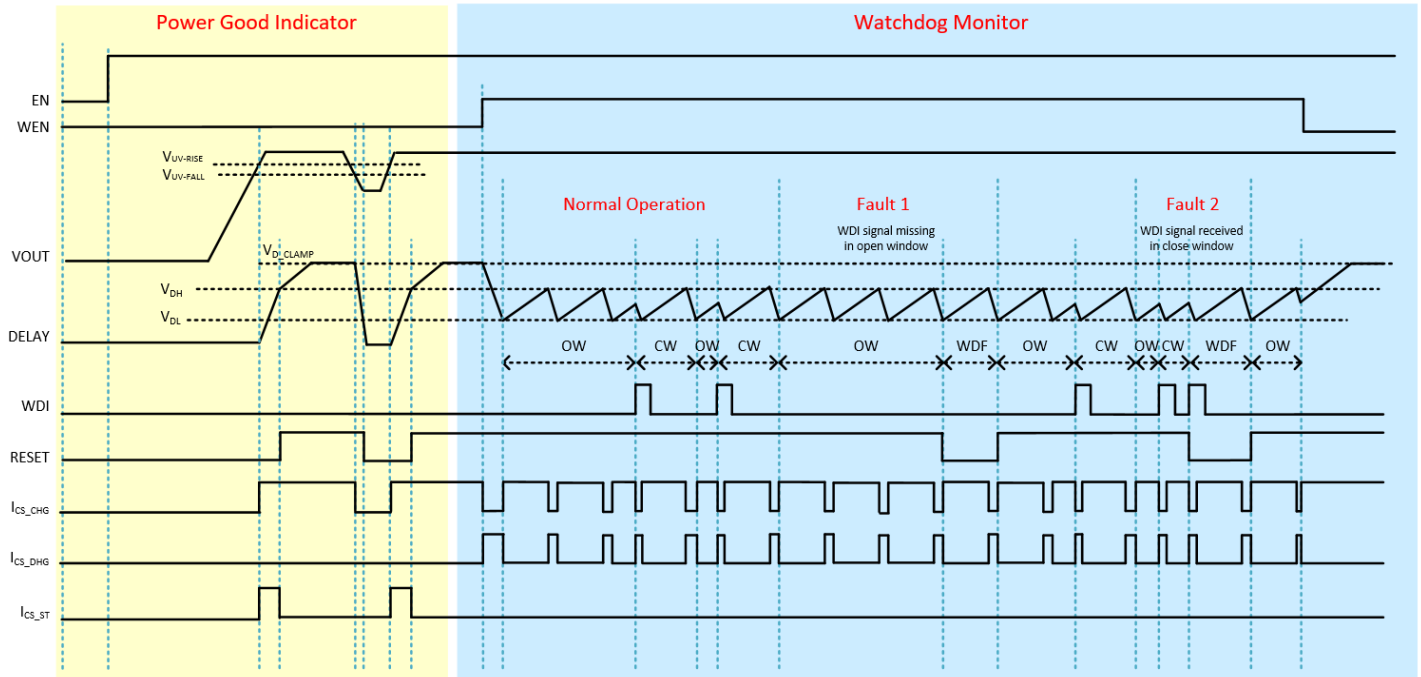 Power Good Indicator
Watchdog Monitor
EN
WEN
VUV-RISE
VUV-FALL
Normal Operation
Fault 1
Fault 2
WDI signal missing
in open window
WDI signal received
in close window
VOUT
VD_CLAMP
VDH
VDL
DELAY
OW CW OW CW OW WDF OW CW OW CW WDF OW
WDI
RESET
ICS_CHG
ICS_DHG
ICS_ST